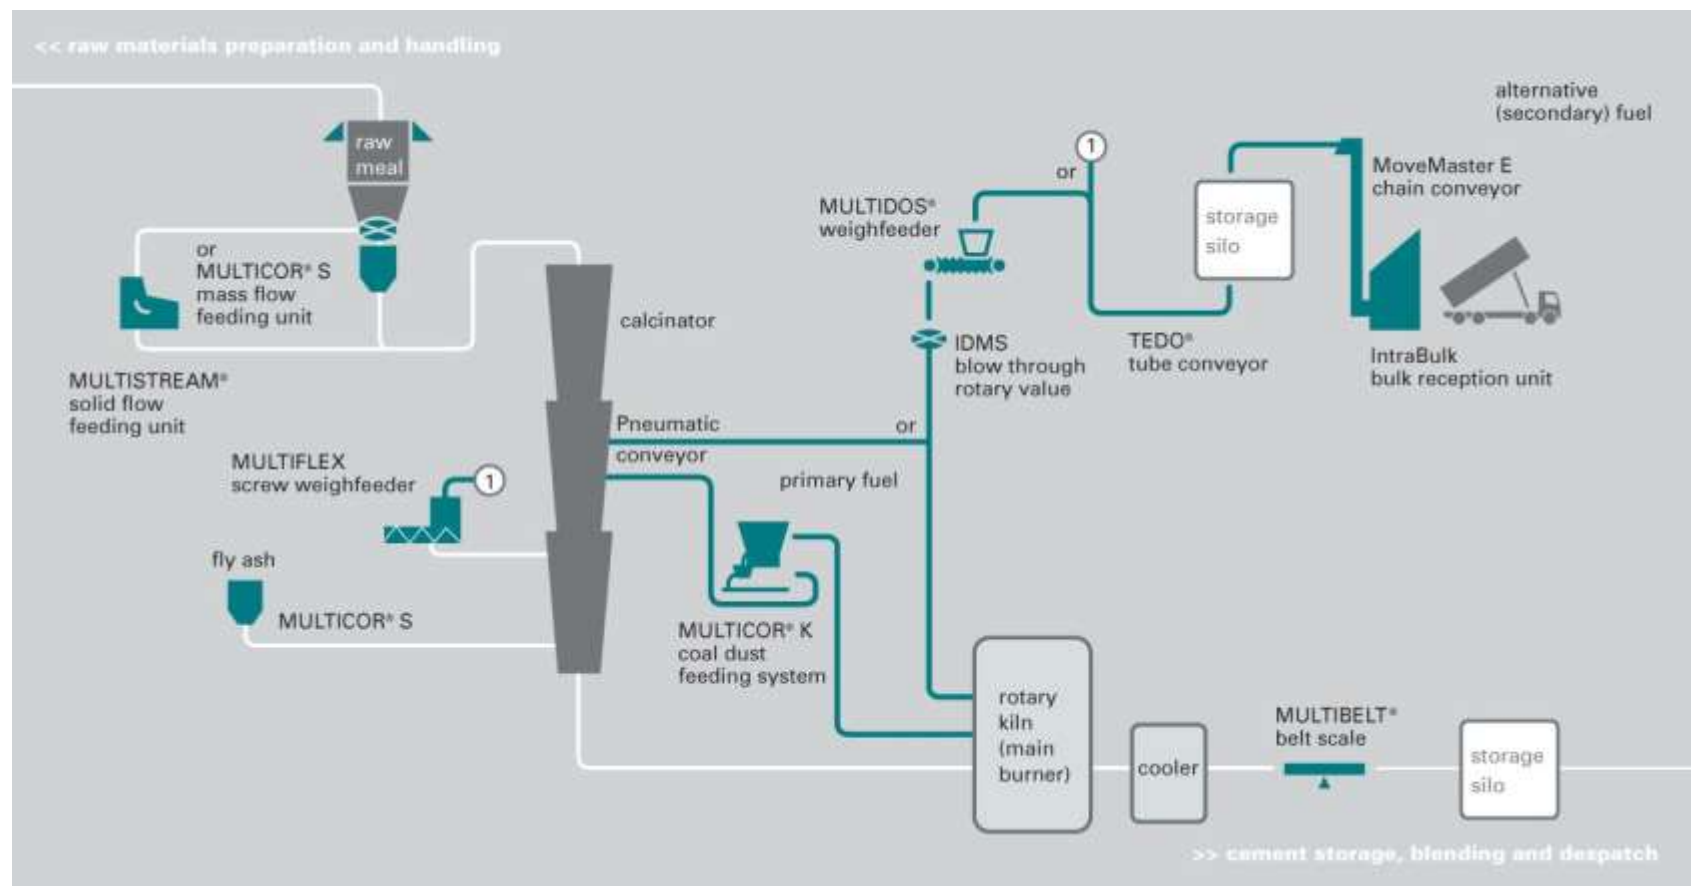 << raw materials preparation and handling
raw
meal
or
MULTICOR® S
mass flow
feeding unit
MULTISTREAM®
solid flow
feeding unit
MULTIFLEX
screw weighfeeder
1
fly ash
MULTICOR® S
calcinator
Pneumatic
conveyor
or
primary fuel
MULTICOR® K
coal dust
feeding system
MULTIDOS®
weighfeeder
or
1
IDMS
blow through
rotary value
TEDO®
tube conveyor
storage
silo
alternative
(secondary) fuel
MoveMaster E
chain conveyor
IntraBulk
bulk reception unit
rotary
kiln
(main
burner)
cooler
MULTIBELT®
belt scale
storage
silo
>> cement storage, blending and despatch